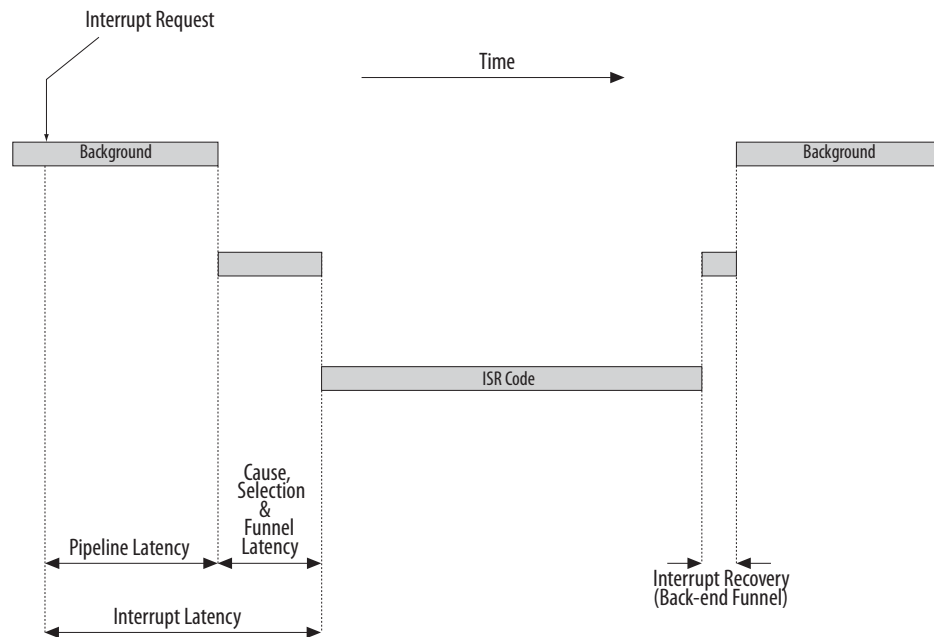 Interrupt Request
Time
Background
Background
ISR Code
Cause,
Selection
&
Funnel
Latency
Pipeline Latency
Interrupt Recovery
(Back-end Funnel)
Interrupt Latency